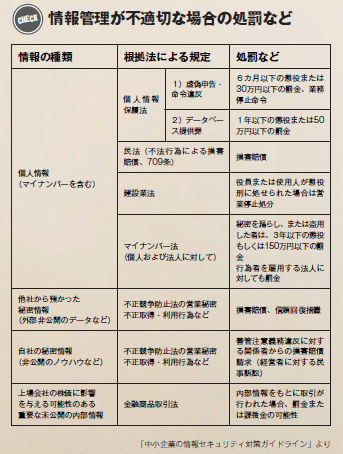 CHECK 情報管理が不適切な場合の処罰など
情報の種類
根拠法による規定
処罰など
個人情報
（マイナンバーを含む）
個人情報
保護法
１）虚偽申告・
命令違反
６カ月以下の懲役または
30万円以下の罰金、業務
停止命令
２）データベー
ス提供罪
１年以下の懲役または50
万円以下の罰金
民法（不法行為による損害
賠償、709条）
損害賠償
建設業法
役員または使用人が懲役
刑に処せられた場合は営
業停止処分
マイナンバー法
（個人および法人に対して）
秘密を漏らし、または盗用
した者は、3年以下の懲役
もしくは150万円以下の罰
金
行為者を雇用する法人に
対しても罰金
他社から預かった
秘密情報
（外部非公開のデータなど）
不正競争防止法の営業秘密
不正取得・利用行為など
損害賠償、信頼回復措置
自社の秘密情報
（非公開のノウハウなど）
不正競争防止法の営業秘密
不正取得・利用行為など
善管注意義務違反に対す
る関係者からの損害賠償
請求（経営者に対する民
事訴訟）
上場会社の株価に影響
を与える可能性のある
重要な未公開の内部情報
金融商品取引法
内部情報をもとに取引が
行われた場合、罰金または
課徴金の可能性
「中小企業の情報セキュリティ対策ガイドライン」より